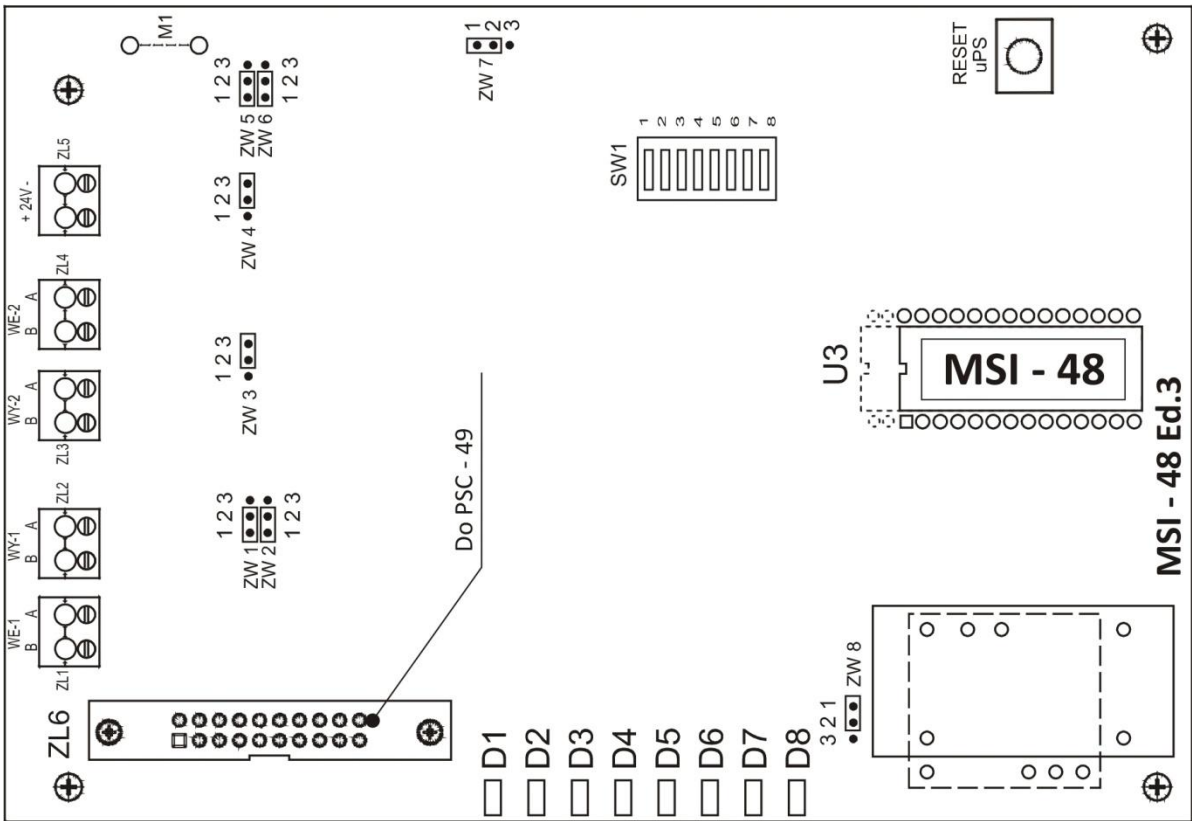 M1
1 2 3
ZW 7
RESET
uPS
1 2 3
ZW 5
ZW 6
1 2 3
SW1
1 2 3 4 5 6 7 8
+ 24V -
ZL5
1 2 3
ZW 4
WE-2
B A
ZL4
1 2 3
ZW 3
WY-2
B A
ZL3
U3
MSI - 48
MSI - 48 Ed.3
WY-1
B A
ZL2
1 2 3
ZW 1
ZW 2
1 2 3
Do PSC - 49
WE-1
B A
ZL1
ZL6
3 2 1
ZW 8
D1
D2
D3
D4
D5
D6
D7
D8